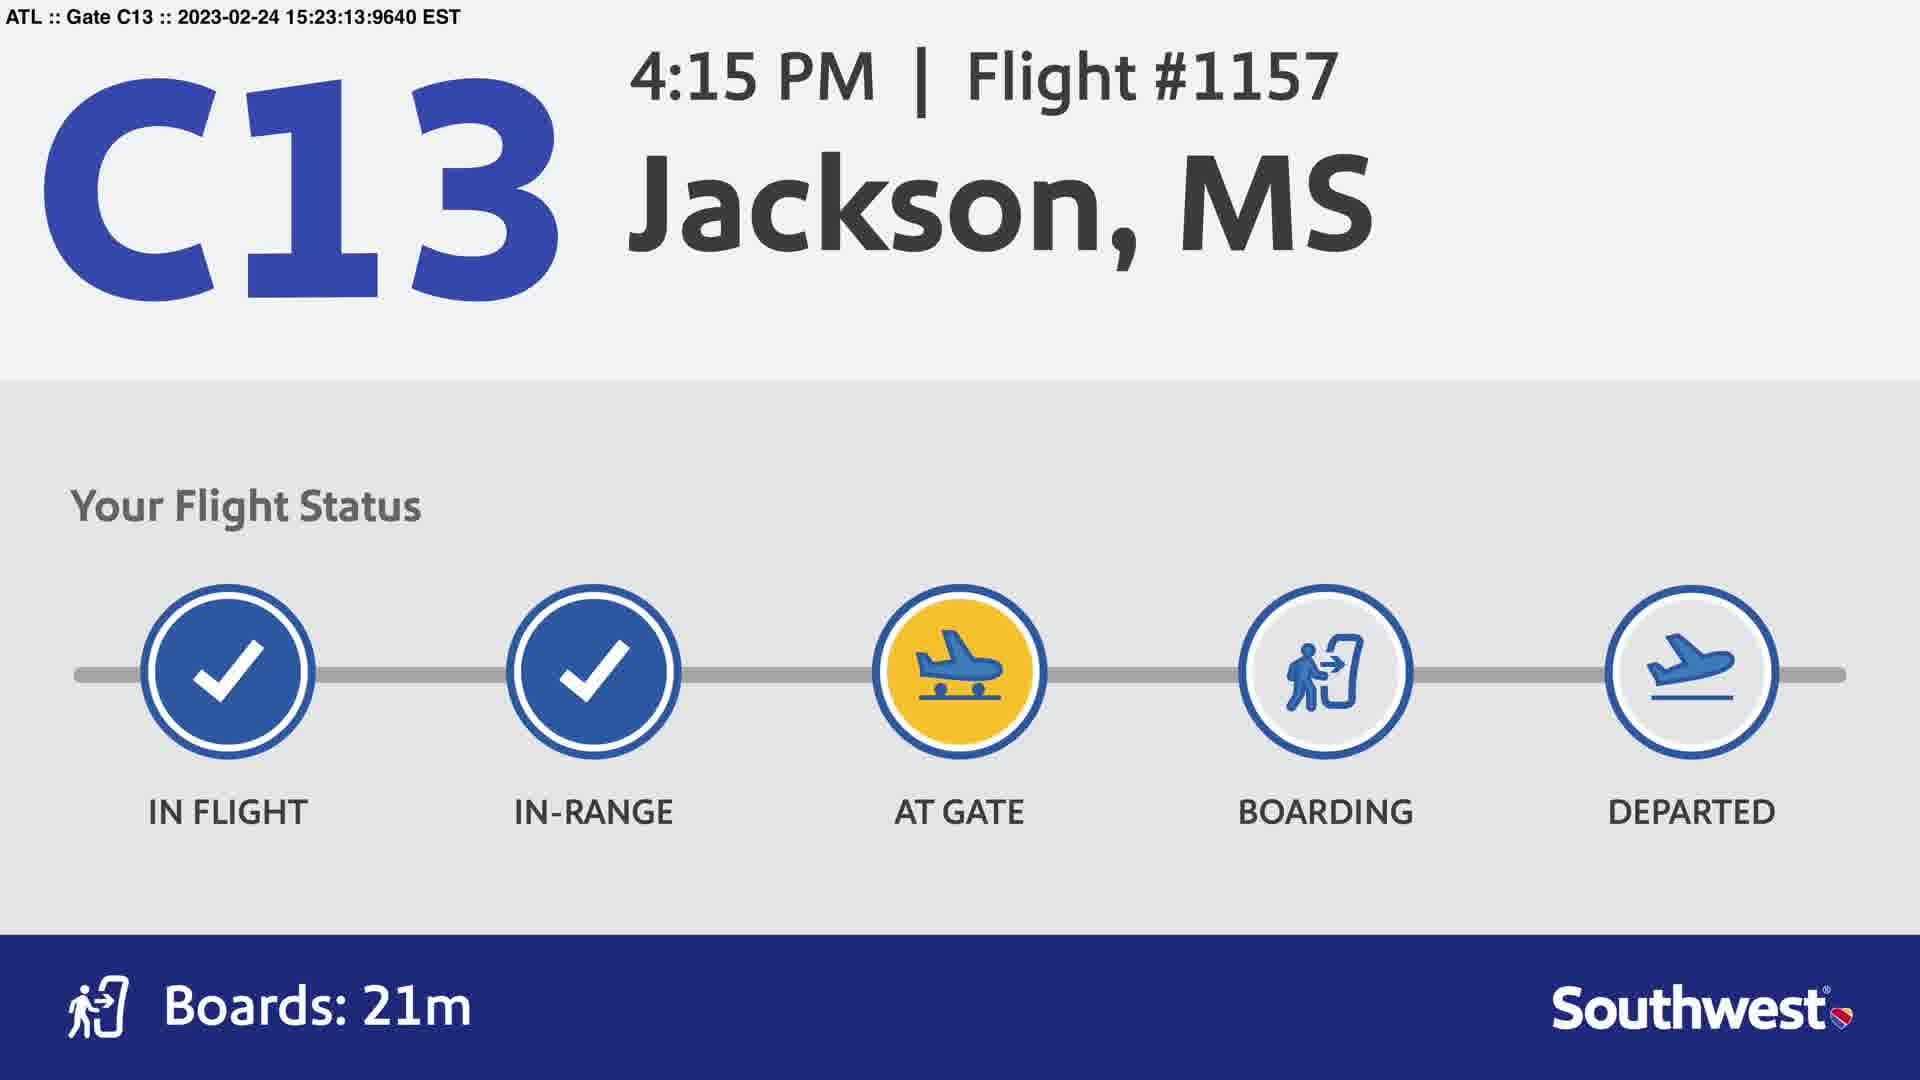 ATL :: Gate C13 :: 2023-02-24 15:23:13:9640 EST
C13
4:15 PM | Flight #1157
Jackson, MS
Your Flight Status
IN FLIGHT
IN-RANGE
AT GATE
BOARDING
DEPARTED
Boards: 21m
Southwest®